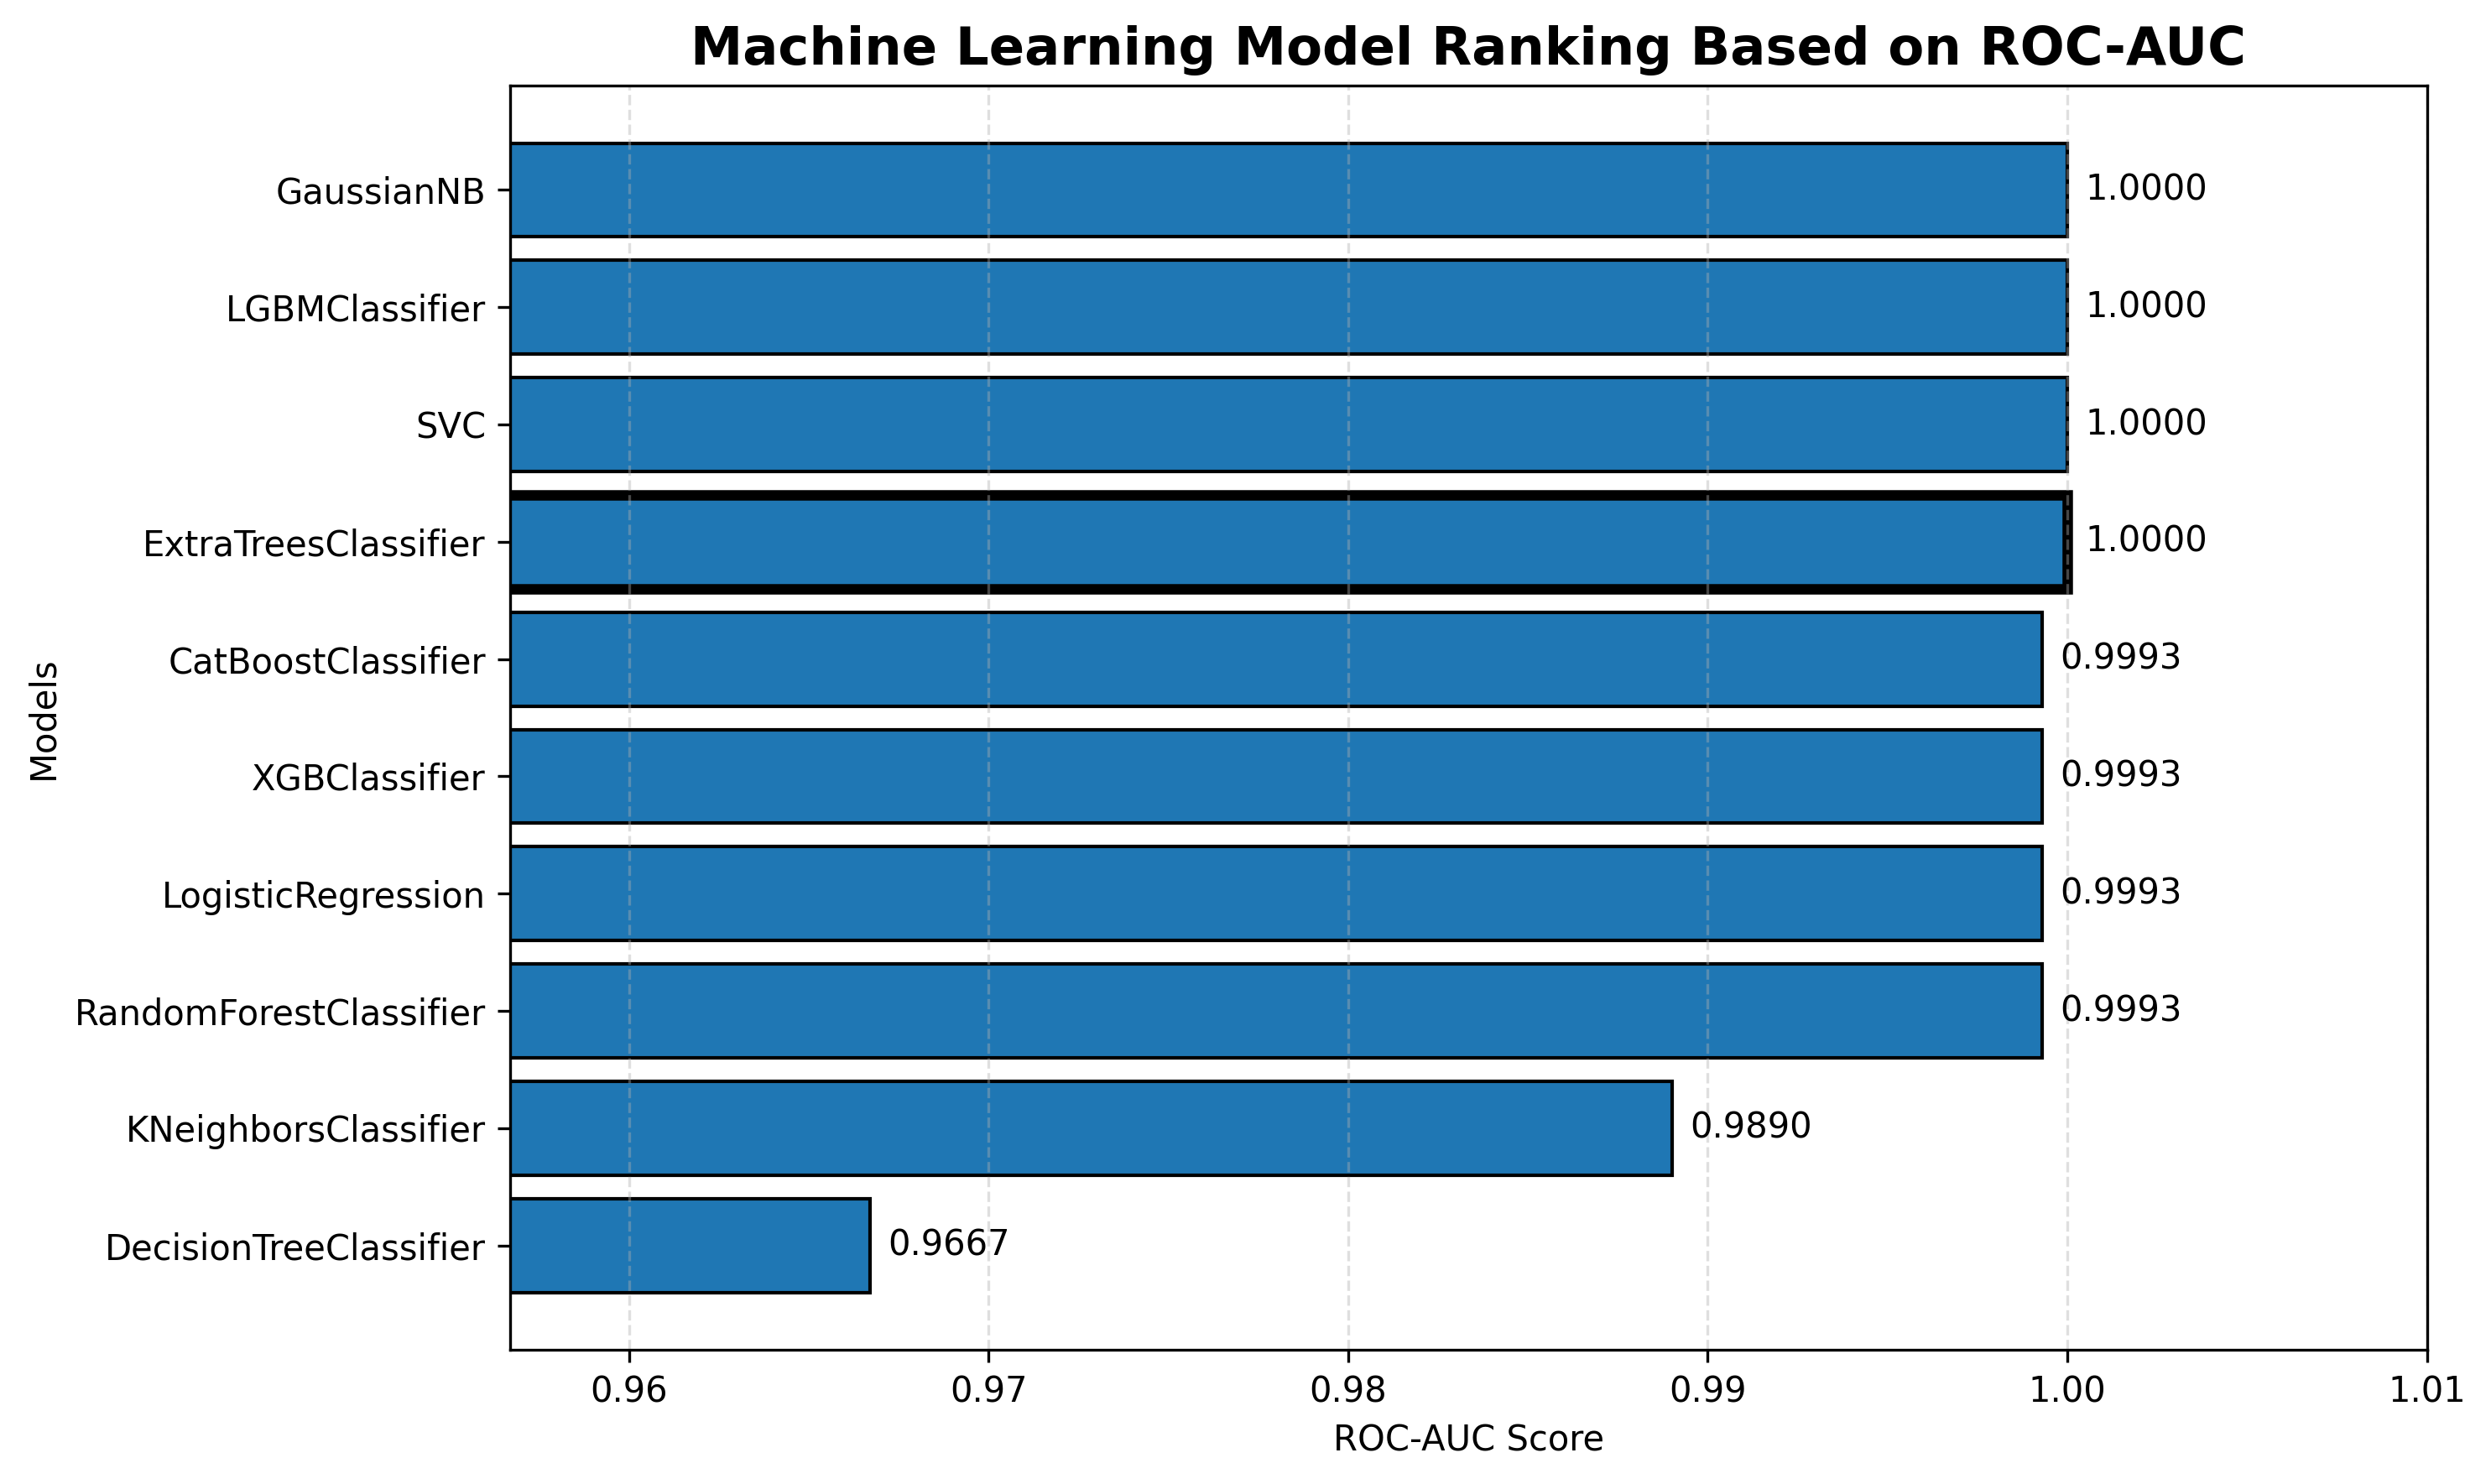 Machine Learning Model Ranking Based on ROC-AUC
Models
GaussianNB 1.0000
LGBMClassifier 1.0000
SVC 1.0000
ExtraTreesClassifier 1.0000
CatBoostClassifier 0.9993
XGBClassifier 0.9993
LogisticRegression 0.9993
RandomForestClassifier 0.9993
KNeighborsClassifier 0.9890
DecisionTreeClassifier 0.9667
0.96 0.97 0.98 0.99 1.00 1.01
ROC-AUC Score